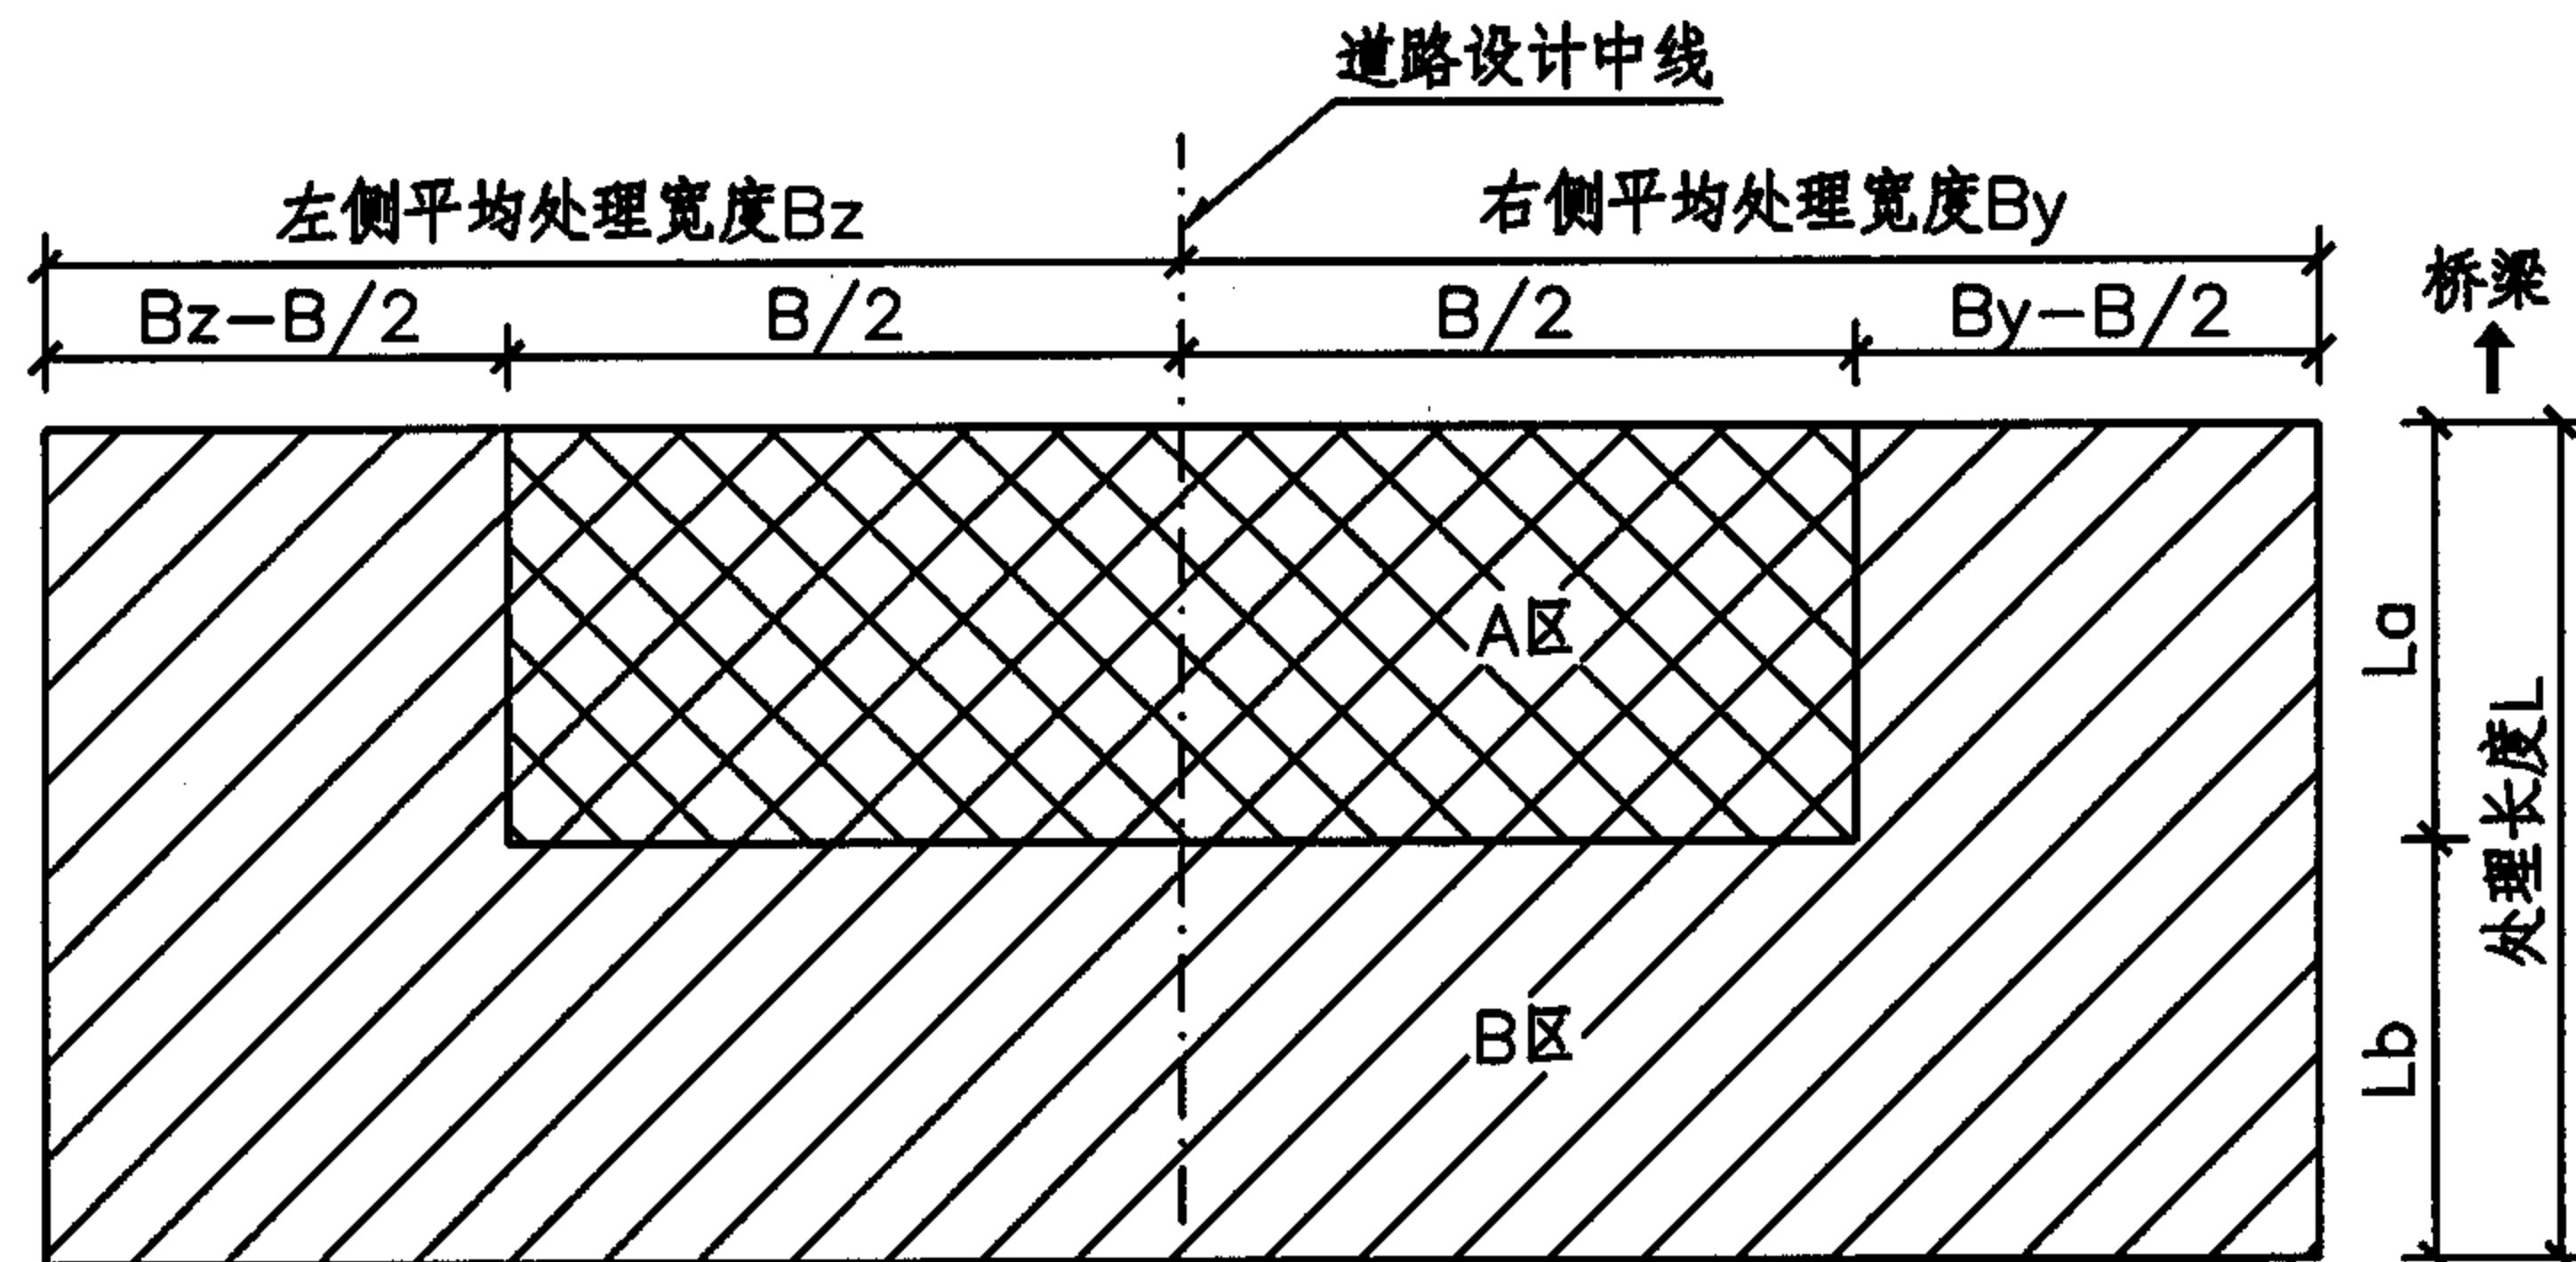 道路设计中线
左侧平均处理宽度Bz
右侧平均处理宽度By
桥梁
Bz-B/2
B/2
B/2
By-B/2
A区
La
处理长度L
B区
Lb